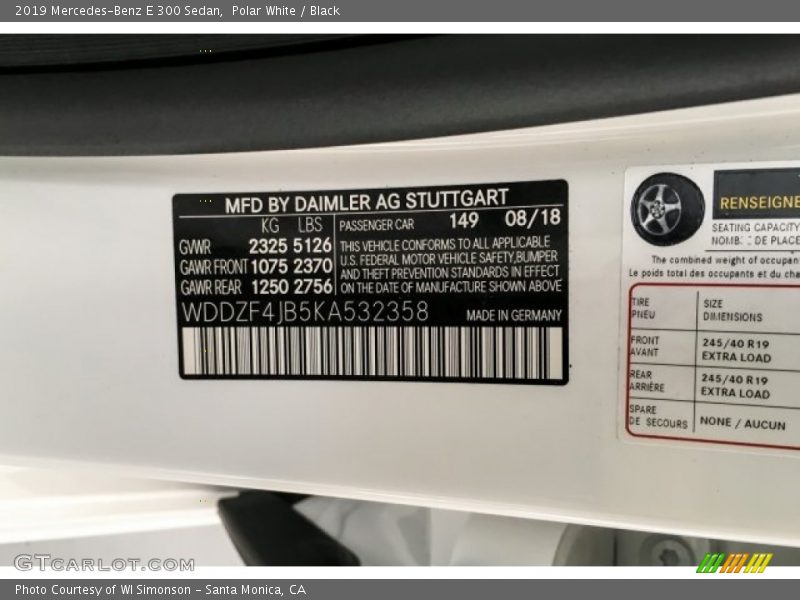 2019 Mercedes-Benz E 300 Sedan, Polar White / Black
MFD BY DAIMLER AG STUTTGART
KG LBS
GVWR 2325 5126
GAWR FRONT 1075 2370
GAWR REAR 1250 2756
PASSENGER CAR 149 08/18
THIS VEHICLE CONFORMS TO ALL APPLICABLE
U.S. FEDERAL MOTOR VEHICLE SAFETY, BUMPER
AND THEFT PREVENTION STANDARDS IN EFFECT
ON THE DATE OF MANUFACTURE SHOWN ABOVE
WDDZF4JB5KA532358 MADE IN GERMANY
RENSEIGNE
SEATING CAPACITY
DE PLACE
The combined weight of occupan
Le poids total des occupants et du cha
TIRE
PNEU
SIZE
DIMENSIONS
FRONT
AVANT
245/40 R19
EXTRA LOAD
REAR
ARRIÈRE
245/40 R19
EXTRA LOAD
SPARE
DE SECOURS
NONE / AUCUN
GTCARLOT.COM
Photo Courtesy of WI Simonson - Santa Monica, CA